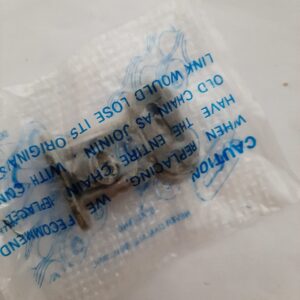 CAUTION
WHEN REPLACING WE RECOMMEND
HAVE THE ENTIRE CHAIN
OLD CHAIN AS JOININ WITH CONN
LINK WOULD LOSE ITS ORIGINA